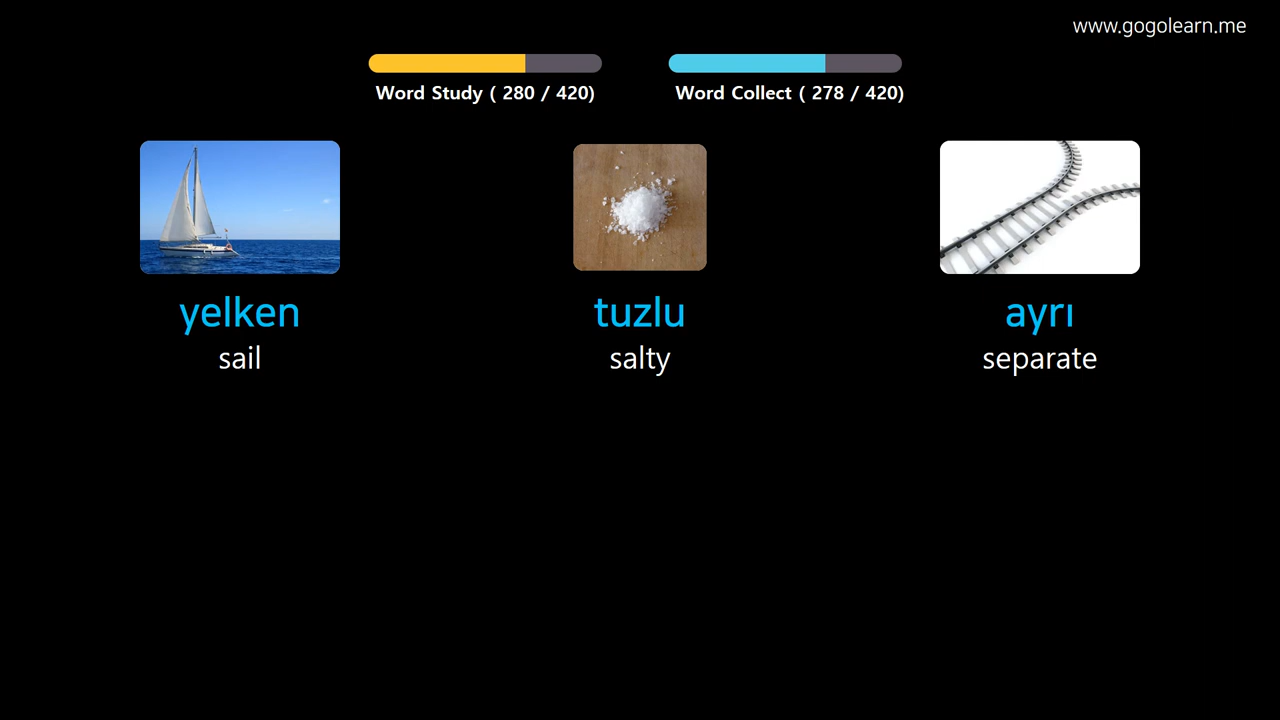 www.gogolearn.me
Word Study ( 280 / 420)
Word Collect ( 278 / 420)
yelken
sail
tuzlu
salty
ayrı
separate